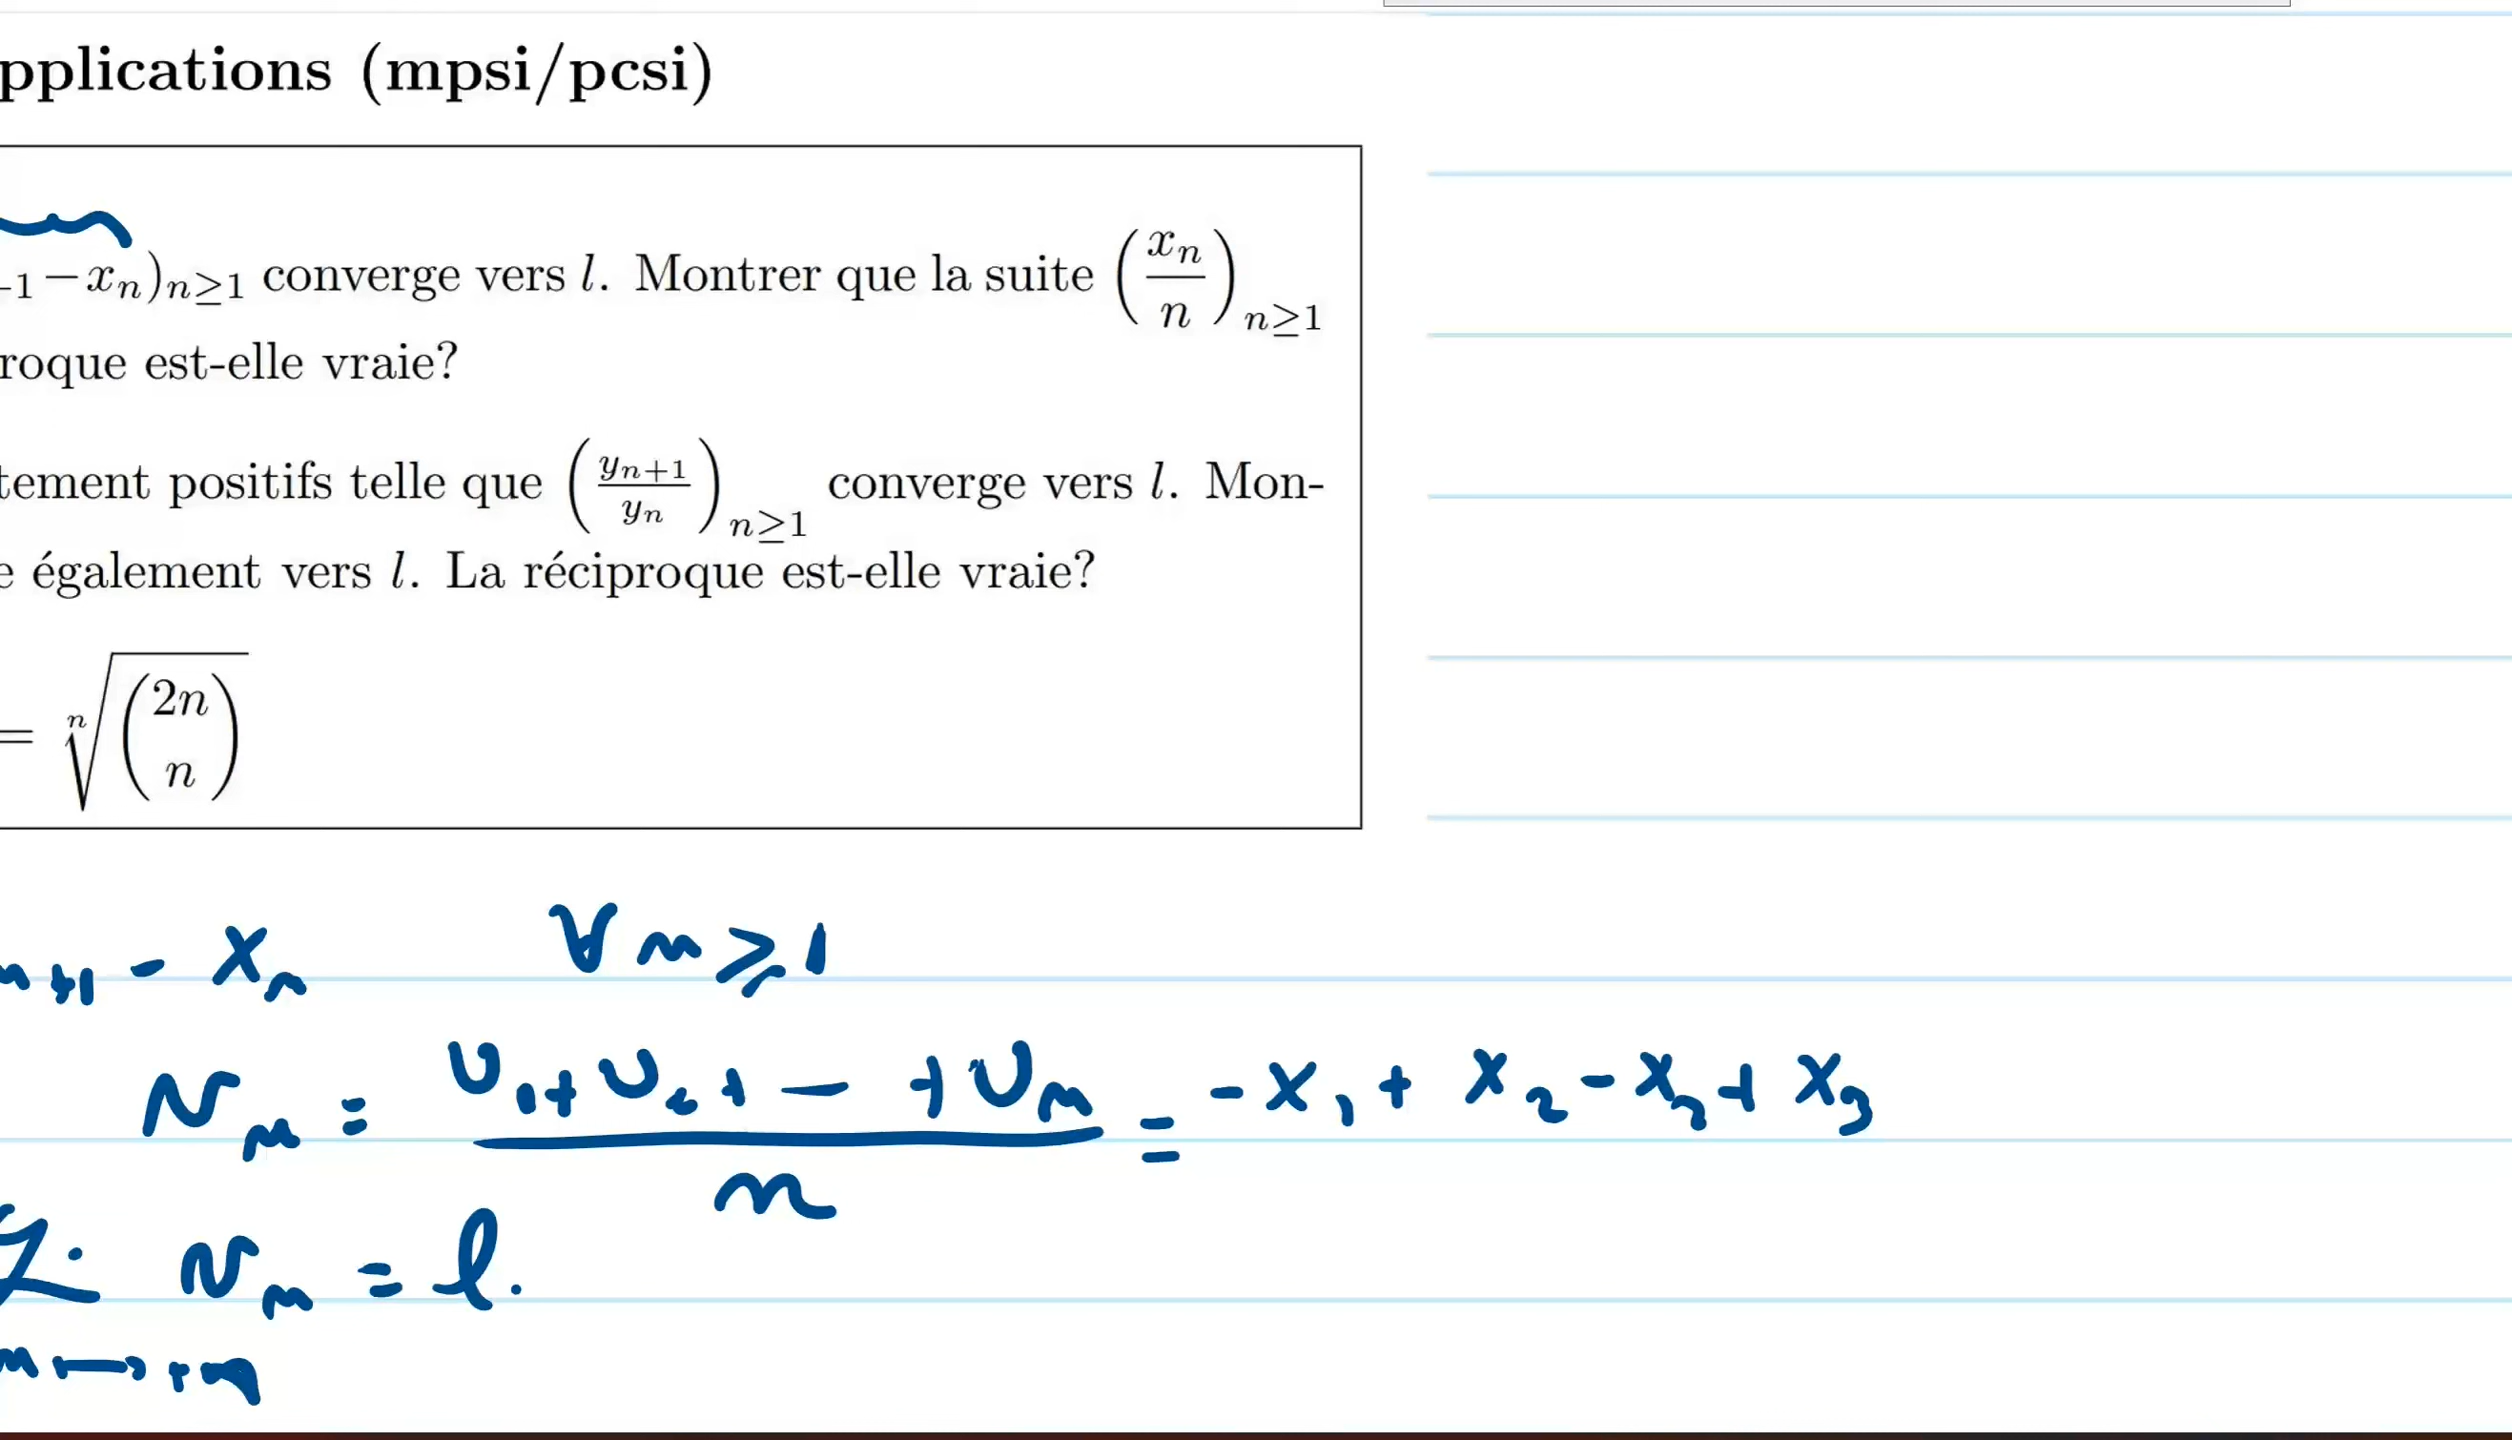 pplications (mpsi/pcsi)
₋₁ − xₙ)ₙ≥₁ converge vers l. Montrer que la suite (xₙ/n)ₙ≥₁
roque est-elle vraie?
tement positifs telle que (yₙ₊₁/yₙ)ₙ≥₁ converge vers l. Mon-
e également vers l. La réciproque est-elle vraie?
= ⁿ√(2n n)
n+1 - xₙ ∀ n ≥ 1
vₙ = (u₁ + u₂ + — + uₙ)/n = - x₁ + x₂ - x₂ + x₃
vₙ = l.
n → +∞